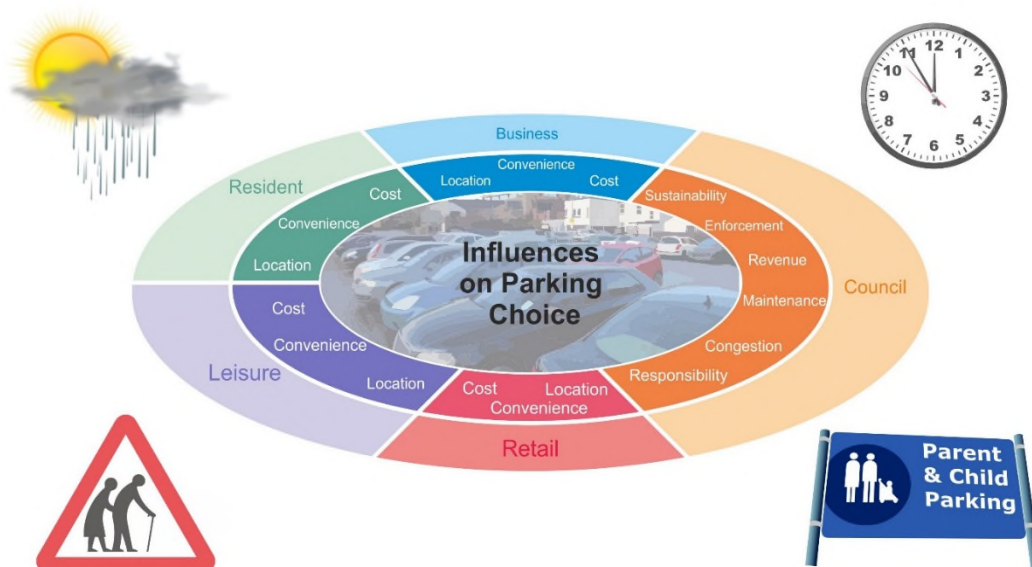 Business
Convenience
Location
Cost
Resident
Cost
Convenience
Location
Sustainability
Enforcement
Revenue
Maintenance
Congestion
Responsibility
Council
Influences
on Parking
Choice
Cost
Convenience
Location
Leisure
Cost
Location
Convenience
Retail
11
12
1
10
2
9
3
8
4
7
5
6
Parent
& Child
Parking